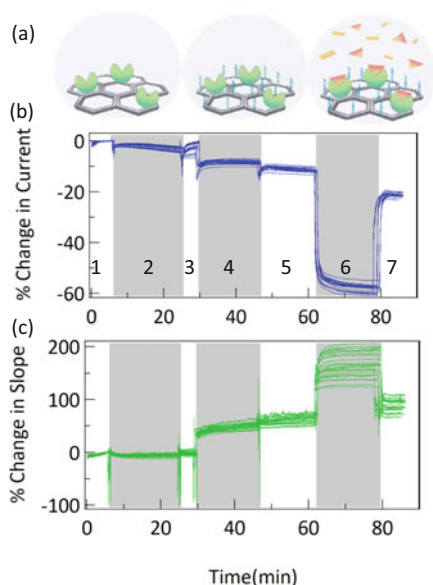 (a)
(b)
% Change in Current
0
-20
-40
-60
1 2 3 4 5 6 7
0 20 40 60 80
(c)
% Change in Slope
200
100
0
-100
0 20 40 60 80
Time(min)